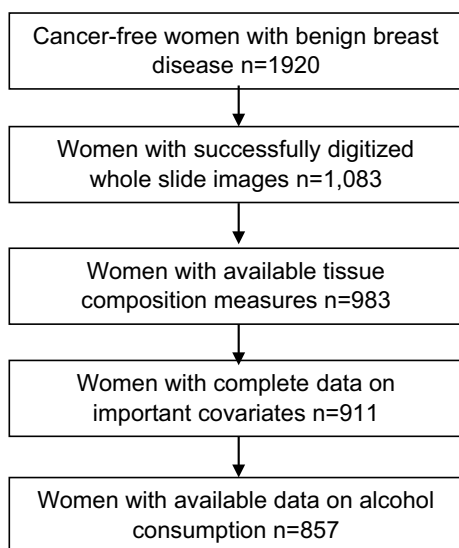 Cancer-free women with benign breast
disease n=1920
Women with successfully digitized
whole slide images n=1,083
Women with available tissue
composition measures n=983
Women with complete data on
important covariates n=911
Women with available data on alcohol
consumption n=857